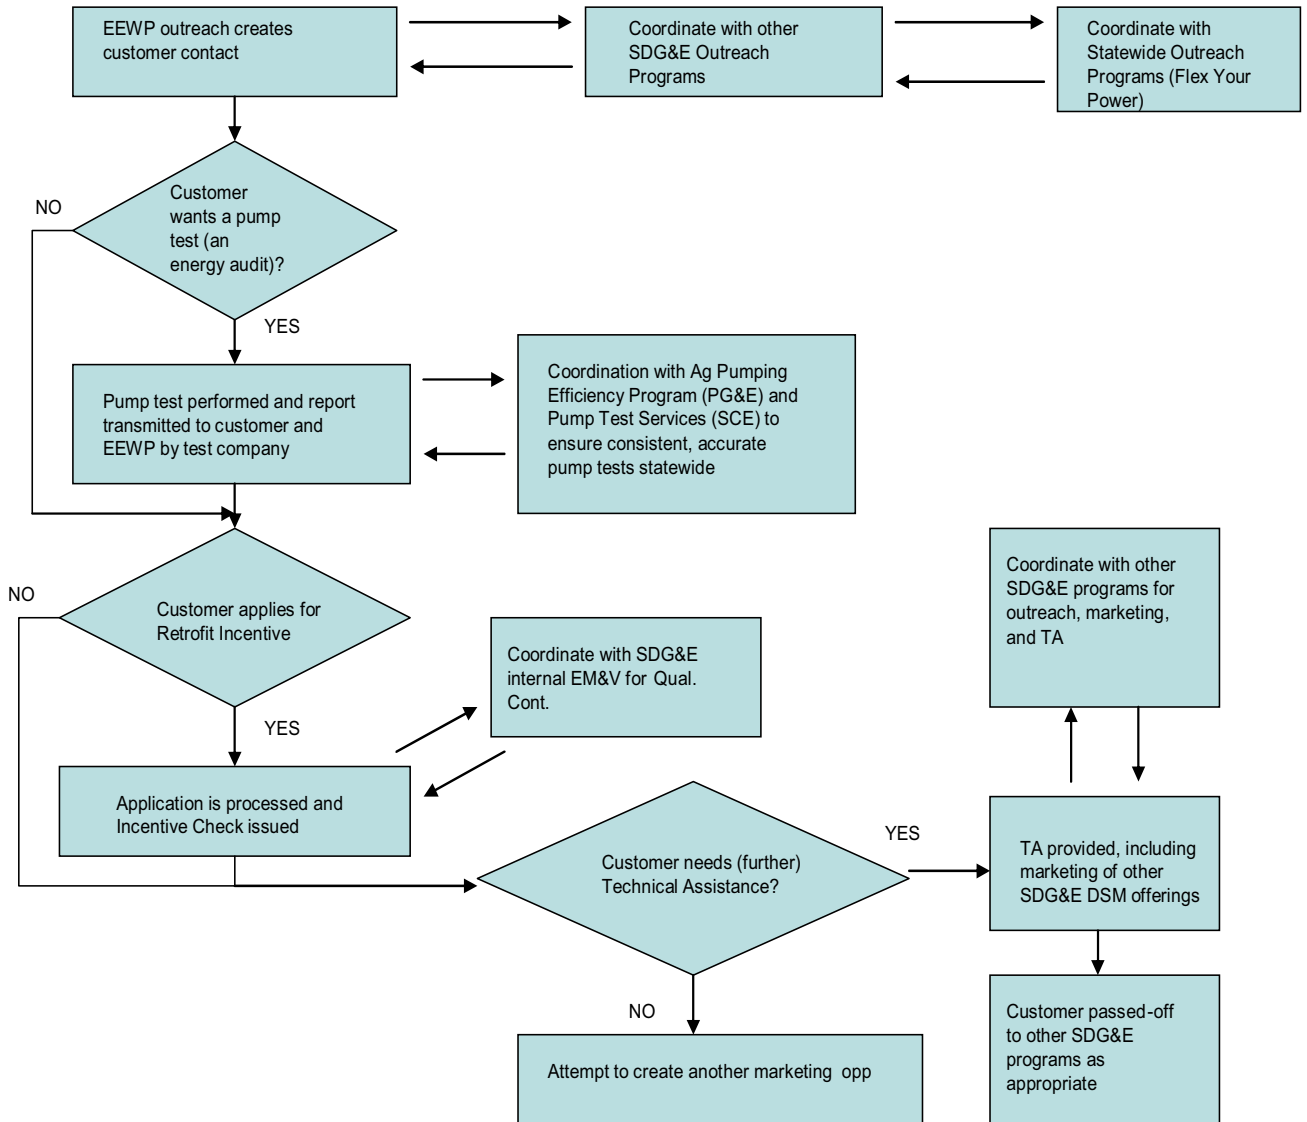 EEWP outreach creates
customer contact
Coordinate with other
SDG&E Outreach
Programs
Coordinate with
Statewide Outreach
Programs (Flex Your
Power)
NO
Customer
wants a pump
test (an
energy audit)?
YES
Pump test performed and report
transmitted to customer and
EEWP by test company
Coordination with Ag Pumping
Efficiency Program (PG&E) and
Pump Test Services (SCE) to
ensure consistent, accurate
pump tests statewide
NO
Customer applies for
Retrofit Incentive
YES
Coordinate with SDG&E
internal EM&V for Qual.
Cont.
Coordinate with other
SDG&E programs for
outreach, marketing,
and TA
Application is processed and
Incentive Check issued
Customer needs (further)
Technical Assistance?
YES
TA provided, including
marketing of other
SDG&E DSM offerings
NO
Attempt to create another marketing opp
Customer passed-off
to other SDG&E
programs as
appropriate